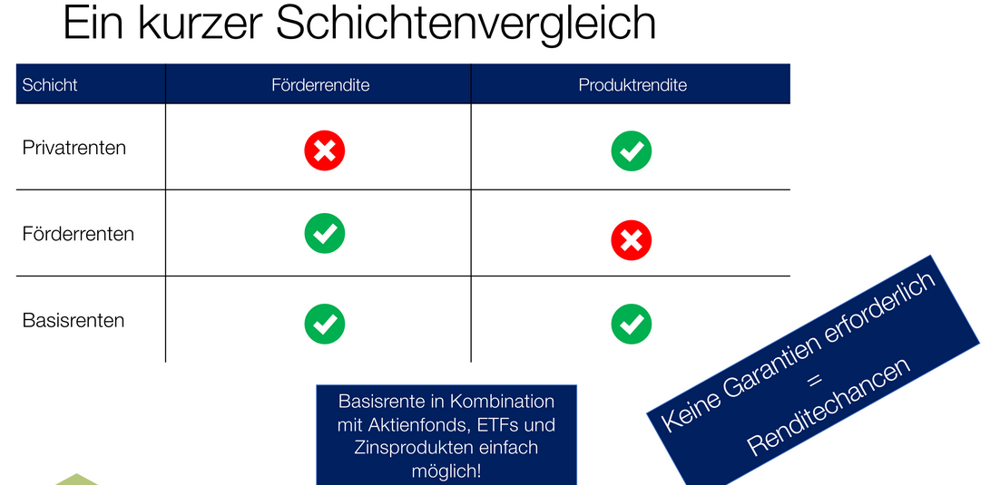 Ein kurzer Schichtenvergleich
Schicht Förderrendite Produktrendite
Privatrenten
Förderrenten
Basisrenten
Keine Garantien erforderlich
=
Renditechancen
Basisrente in Kombination
mit Aktienfonds, ETFs und
Zinsprodukten einfach
möglich!